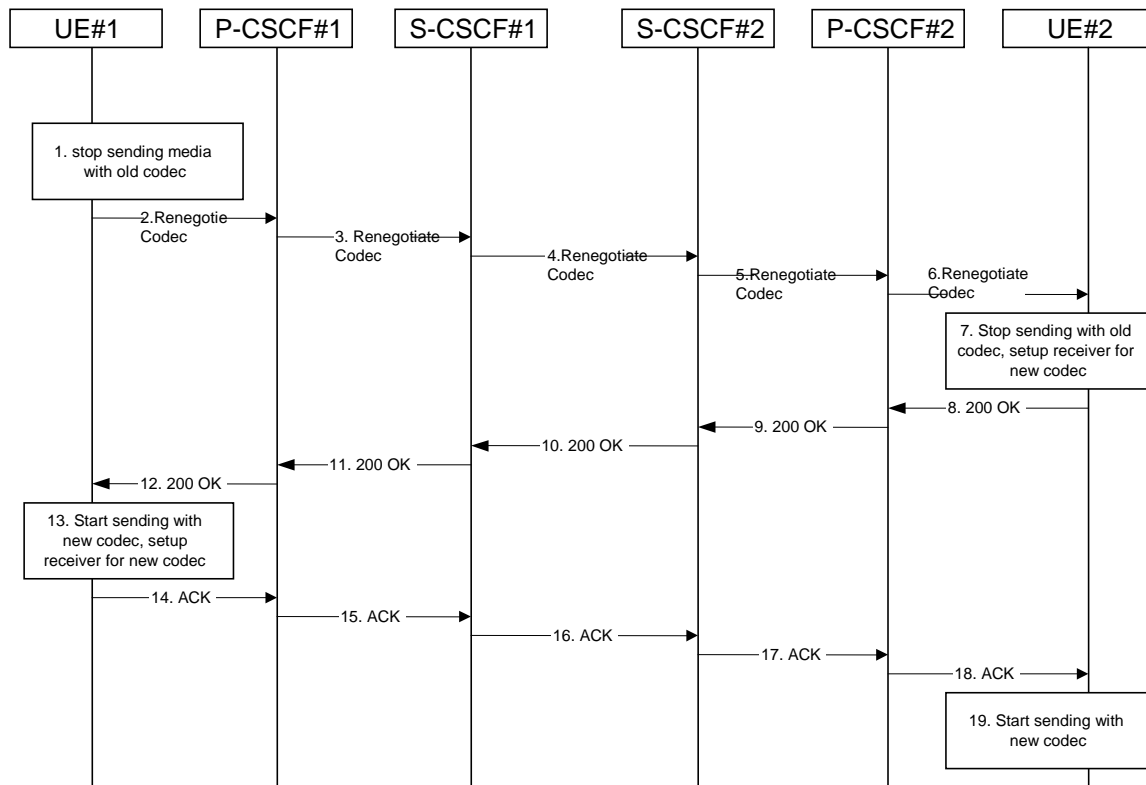 UE#1
P-CSCF#1
S-CSCF#1
S-CSCF#2
P-CSCF#2
UE#2
1. stop sending media
with old codec
2.Renegotie
Codec
3. Renegotiate
Codec
4.Renegotiate
Codec
5.Renegotiate
Codec
6.Renegotiate
Codec
7. Stop sending with old
codec, setup receiver for
new codec
8. 200 OK
9. 200 OK
10. 200 OK
11. 200 OK
12. 200 OK
13. Start sending with
new codec, setup
receiver for new codec
14. ACK
15. ACK
16. ACK
17. ACK
18. ACK
19. Start sending with
new codec